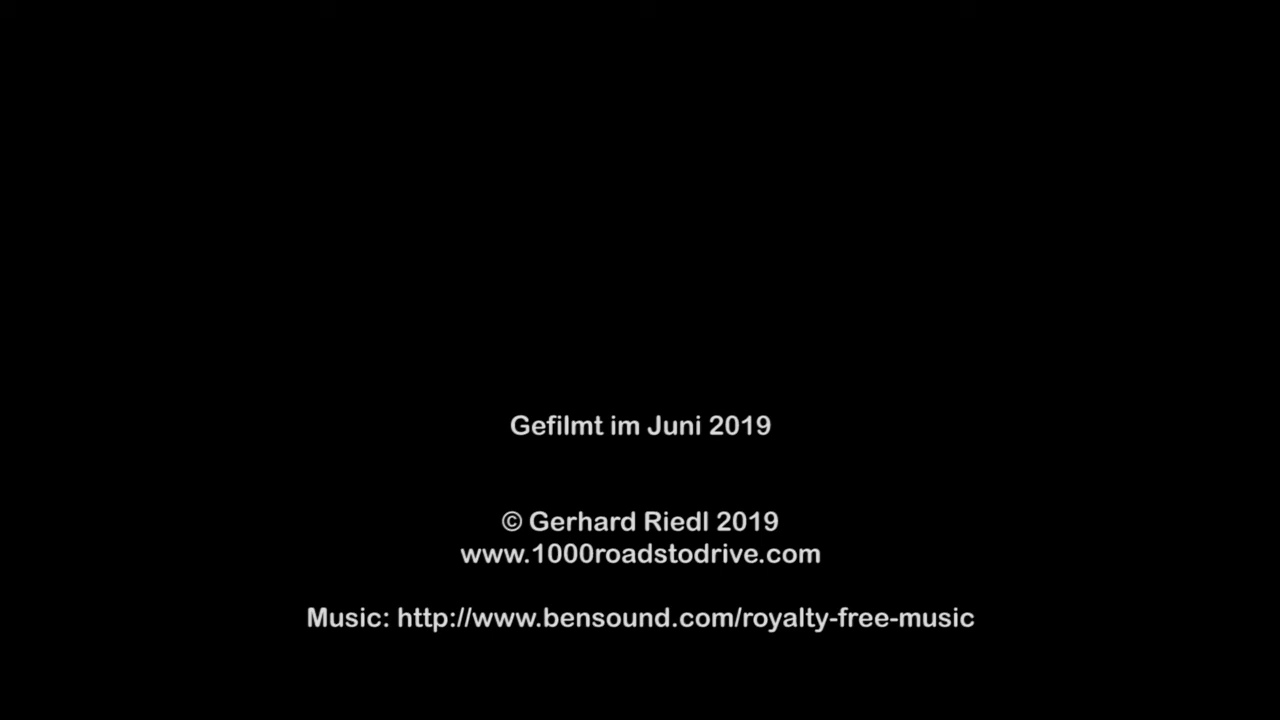 Gefilmt im Juni 2019
© Gerhard Riedl 2019
www.1000roadstodrive.com
Music: http://www.bensound.com/royalty-free-music